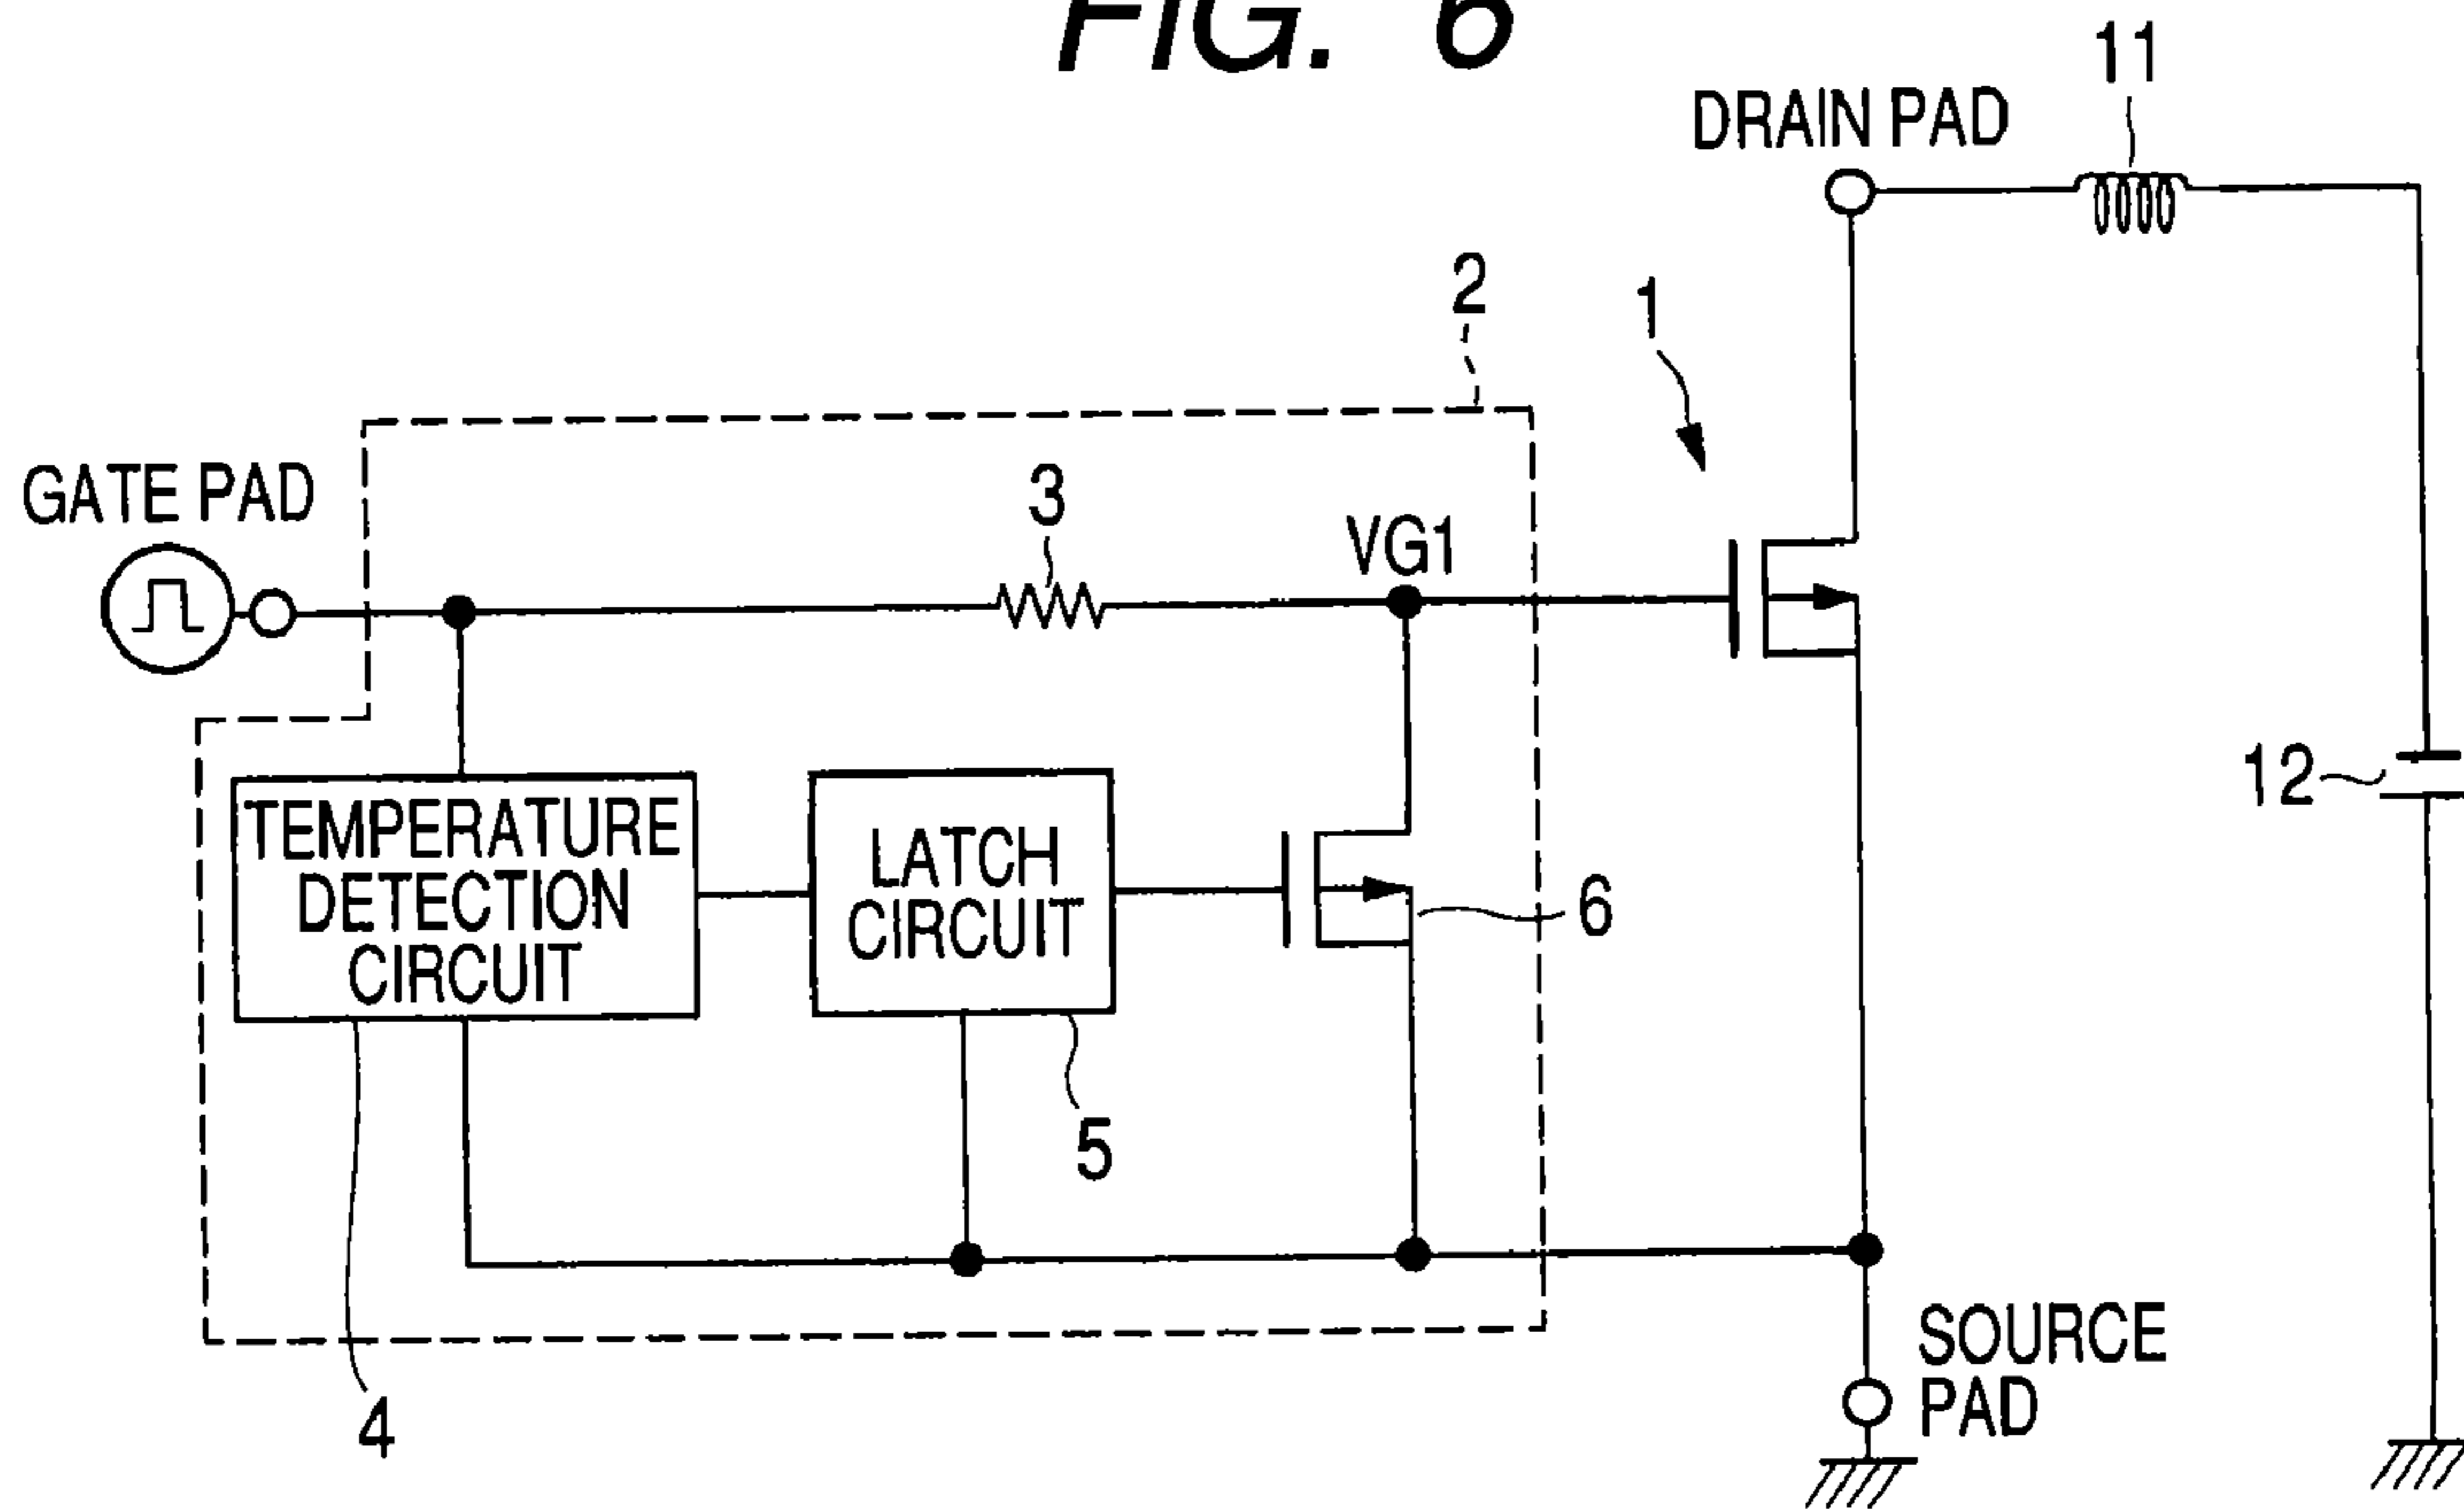 FIG. 6
11
DRAIN PAD
2
1
GATE PAD
3
VG1
12
TEMPERATURE
DETECTION
CIRCUIT
LATCH
CIRCUIT
6
5
SOURCE
PAD
4